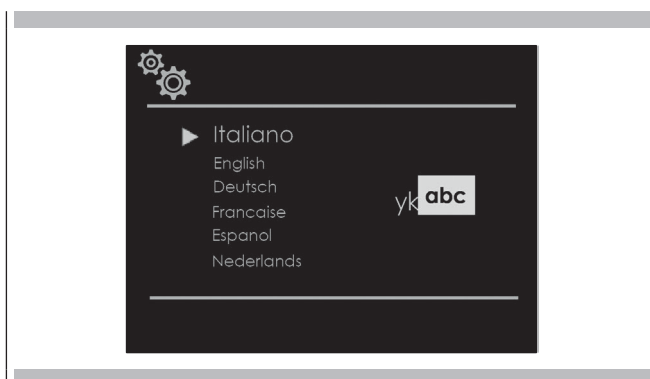 Italiano
English
Deutsch
Francaise
yk abc
Espanol
Nederlands